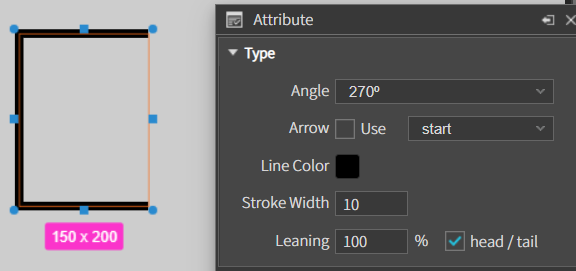 Attribute
Type
Angle 270º
Arrow Use start
Line Color
Stroke Width 10
Leaning 100 % head / tail
150 x 200